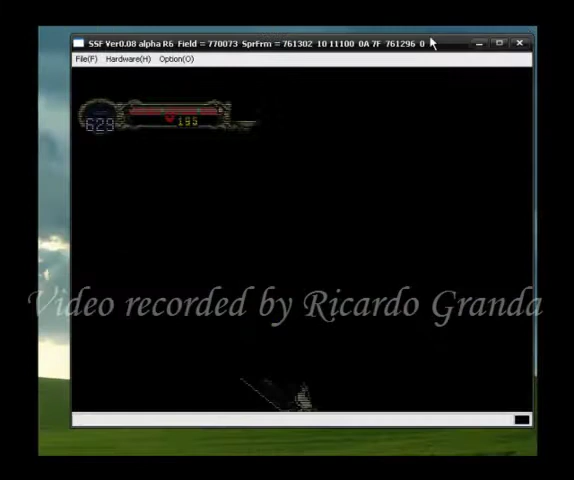 SSF Ver0.08 alpha R6 Field = 770073 SprFrm = 761302 10 11100 0A 7F 761296 0
File(F) Hardware(H) Option(O)
629
195
Video recorded by Ricardo Granda